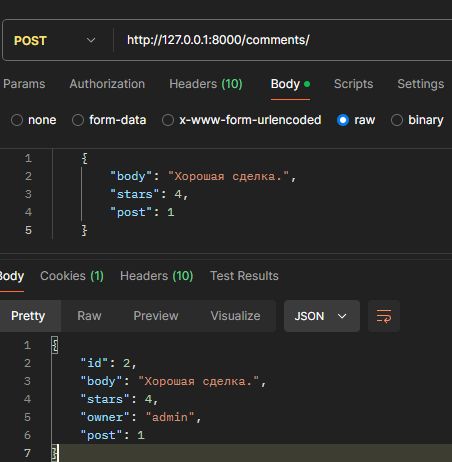 POST http://127.0.0.1:8000/comments/
Params Authorization Headers (10) Body Scripts Settings
none form-data x-www-form-urlencoded raw binary
1 {
2 "body": "Хорошая сделка.",
3 "stars": 4,
4 "post": 1
5 }
Body Cookies (1) Headers (10) Test Results
Pretty Raw Preview Visualize JSON
1 {
2 "id": 2,
3 "body": "Хорошая сделка.",
4 "stars": 4,
5 "owner": "admin",
6 "post": 1
7 }